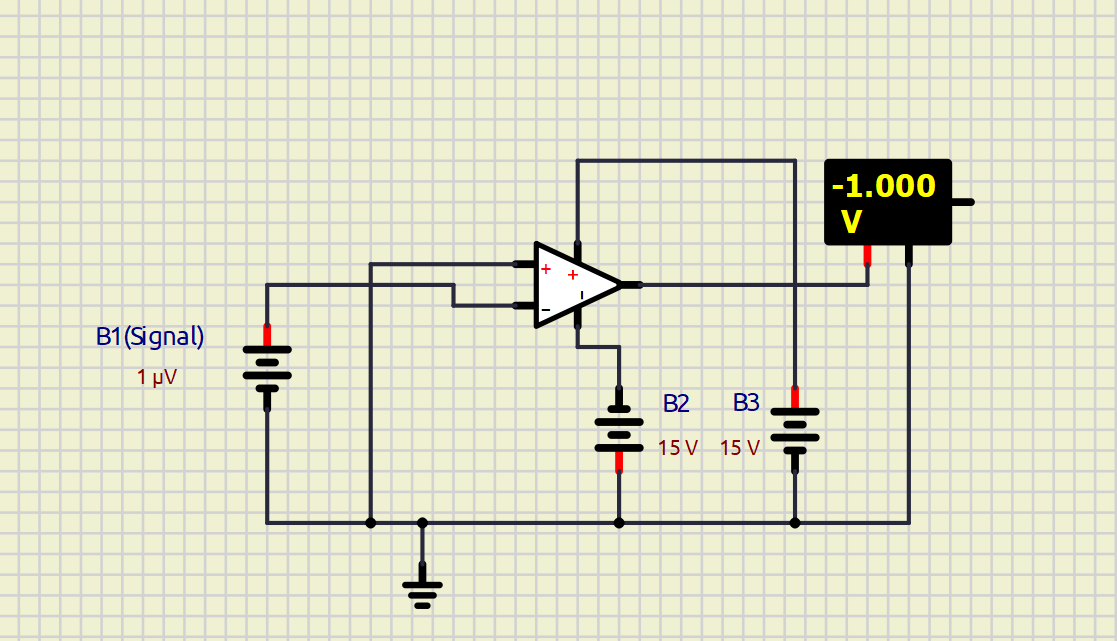 -1.000
V
+
+
-
-
B1(Signal)
1 µV
B2
B3
15 V
15 V